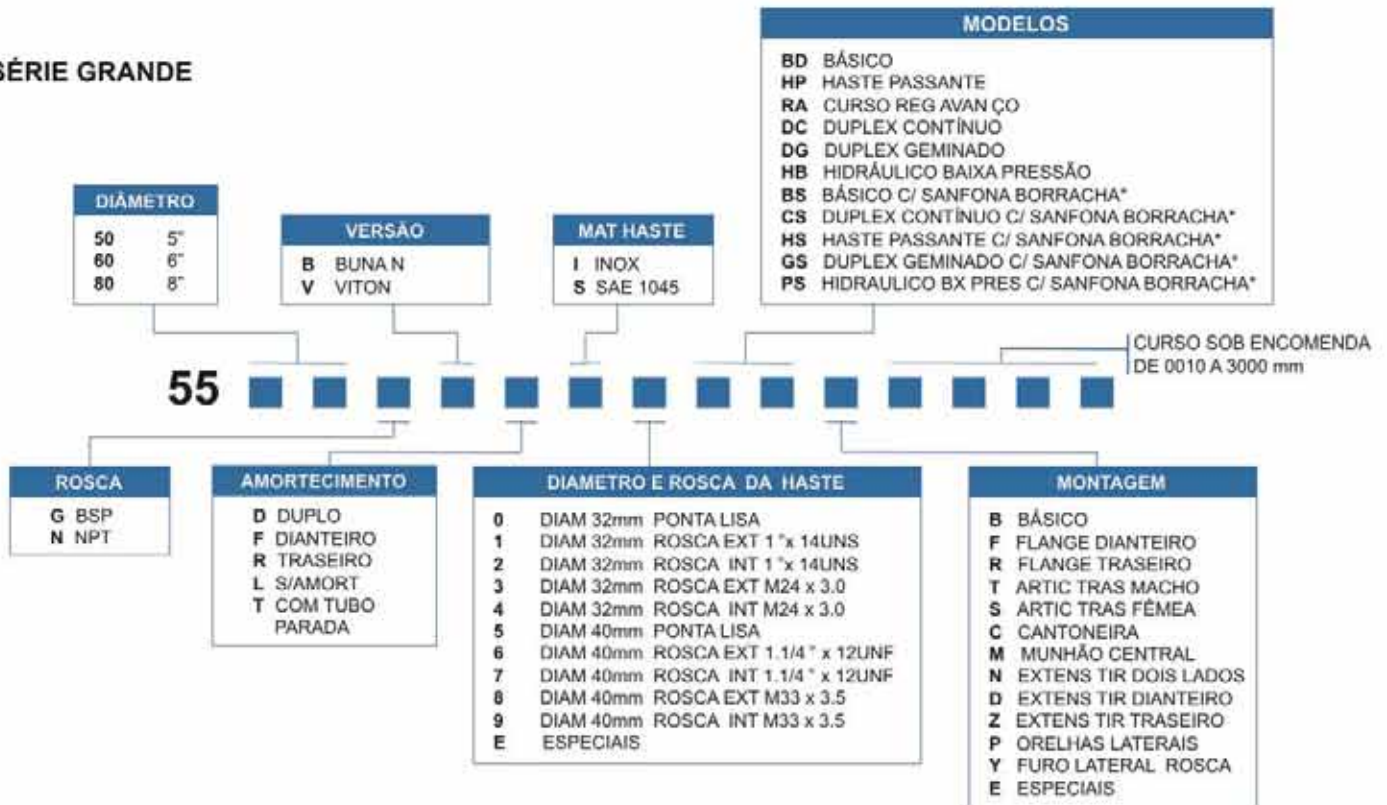 SÉRIE GRANDE
MODELOS
BD BÁSICO
HP HASTE PASSANTE
RA CURSO REG AVAN ÇO
DC DUPLEX CONTÍNUO
DG DUPLEX GEMINADO
HB HIDRÁULICO BAIXA PRESSÃO
BS BÁSICO C/ SANFONA BORRACHA*
CS DUPLEX CONTÍNUO C/ SANFONA BORRACHA*
HS HASTE PASSANTE C/ SANFONA BORRACHA*
GS DUPLEX GEMINADO C/ SANFONA BORRACHA*
PS HIDRAULICO BX PRES C/ SANFONA BORRACHA*
DIÂMETRO
50 5"
60 6"
80 8"
VERSÃO
B BUNA N
V VITON
MAT HASTE
I INOX
S SAE 1045
CURSO SOB ENCOMENDA
DE 0010 A 3000 mm
55
ROSCA
G BSP
N NPT
AMORTECIMENTO
D DUPLO
F DIANTEIRO
R TRASEIRO
L S/AMORT
T COM TUBO
PARADA
DIAMETRO E ROSCA DA HASTE
0 DIAM 32mm PONTA LISA
1 DIAM 32mm ROSCA EXT 1 "x 14UNS
2 DIAM 32mm ROSCA INT 1 "x 14UNS
3 DIAM 32mm ROSCA EXT M24 x 3.0
4 DIAM 32mm ROSCA INT M24 x 3.0
5 DIAM 40mm PONTA LISA
6 DIAM 40mm ROSCA EXT 1.1/4 " x 12UNF
7 DIAM 40mm ROSCA INT 1.1/4 " x 12UNF
8 DIAM 40mm ROSCA EXT M33 x 3.5
9 DIAM 40mm ROSCA INT M33 x 3.5
E ESPECIAIS
MONTAGEM
B BÁSICO
F FLANGE DIANTEIRO
R FLANGE TRASEIRO
T ARTIC TRAS MACHO
S ARTIC TRAS FÊMEA
C CANTONEIRA
M MUNHÃO CENTRAL
N EXTENS TIR DOIS LADOS
D EXTENS TIR DIANTEIRO
Z EXTENS TIR TRASEIRO
P ORELHAS LATERAIS
Y FURO LATERAL ROSCA
E ESPECIAIS